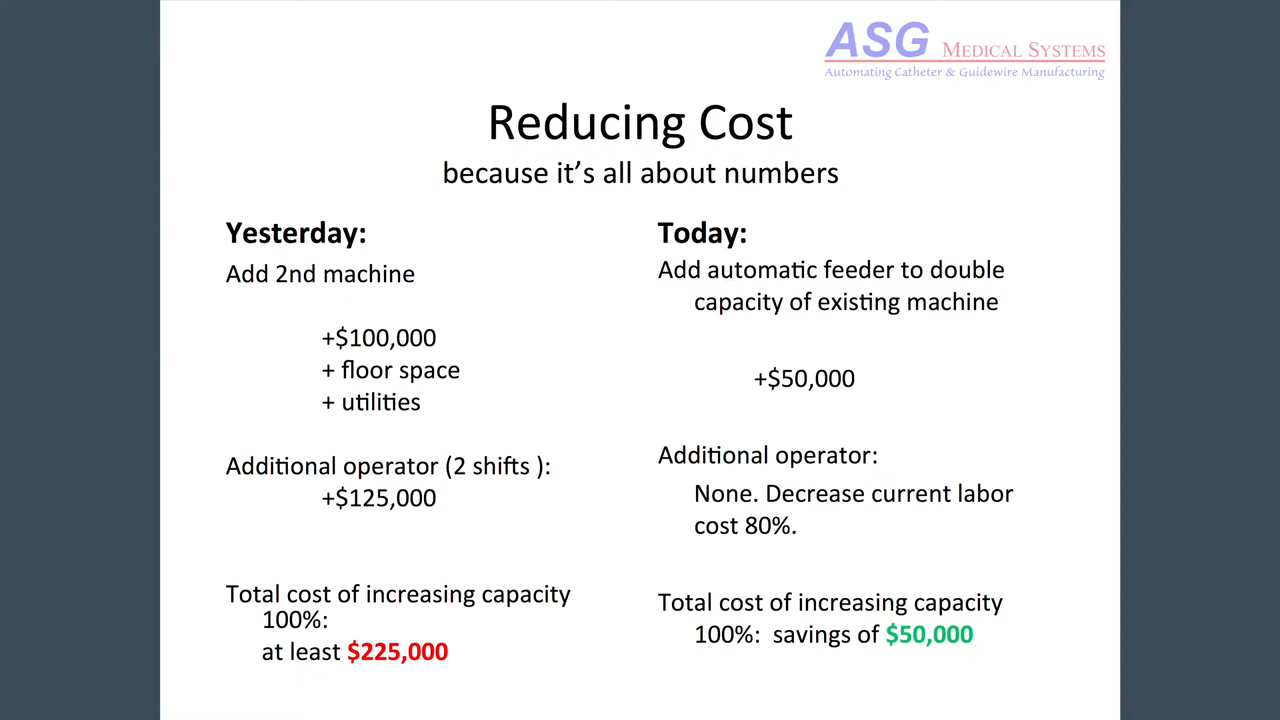 ASG MEDICAL SYSTEMS
Automating Catheter & Guidewire Manufacturing
Reducing Cost
because it’s all about numbers
Yesterday:
Add 2nd machine
+$100,000
+ floor space
+ utilities
Additional operator (2 shifts ):
+$125,000
Total cost of increasing capacity
100%:
at least $225,000
Today:
Add automatic feeder to double
capacity of existing machine
+$50,000
Additional operator:
None. Decrease current labor
cost 80%.
Total cost of increasing capacity
100%: savings of $50,000